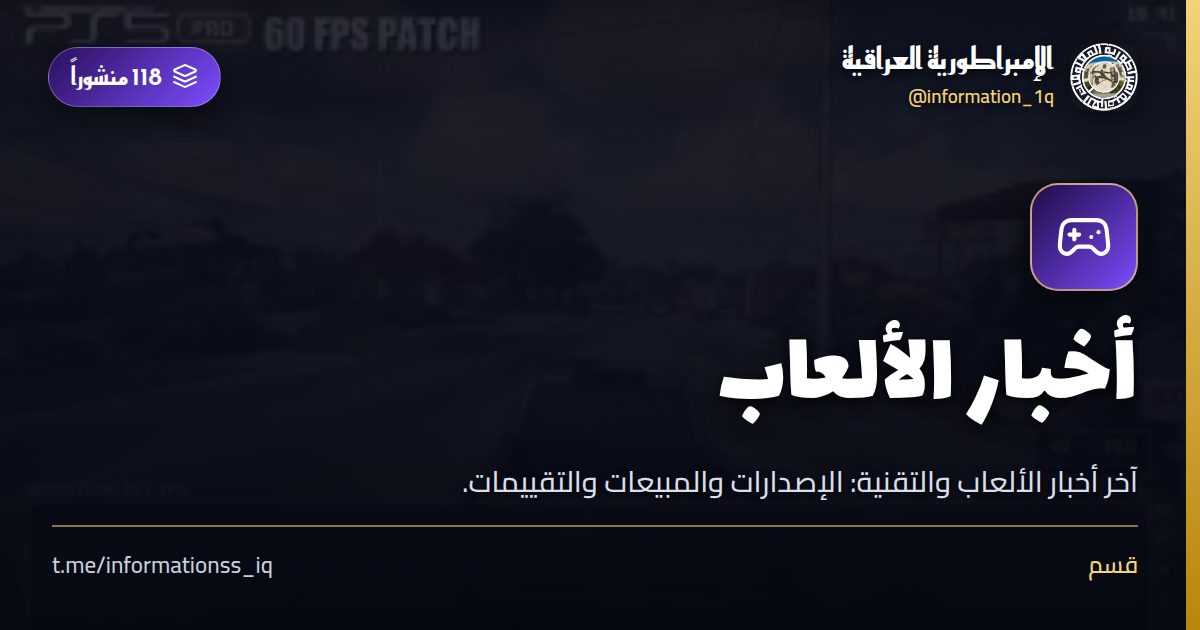 PS5 PRO 60 FPS PATCH
الإمبراطورية العراقية
@information_1q
118 منشوراً
أخبار الألعاب
آخر أخبار الألعاب والتقنية: الإصدارات والمبيعات والتقييمات.
قسم
t.me/informationss_iq